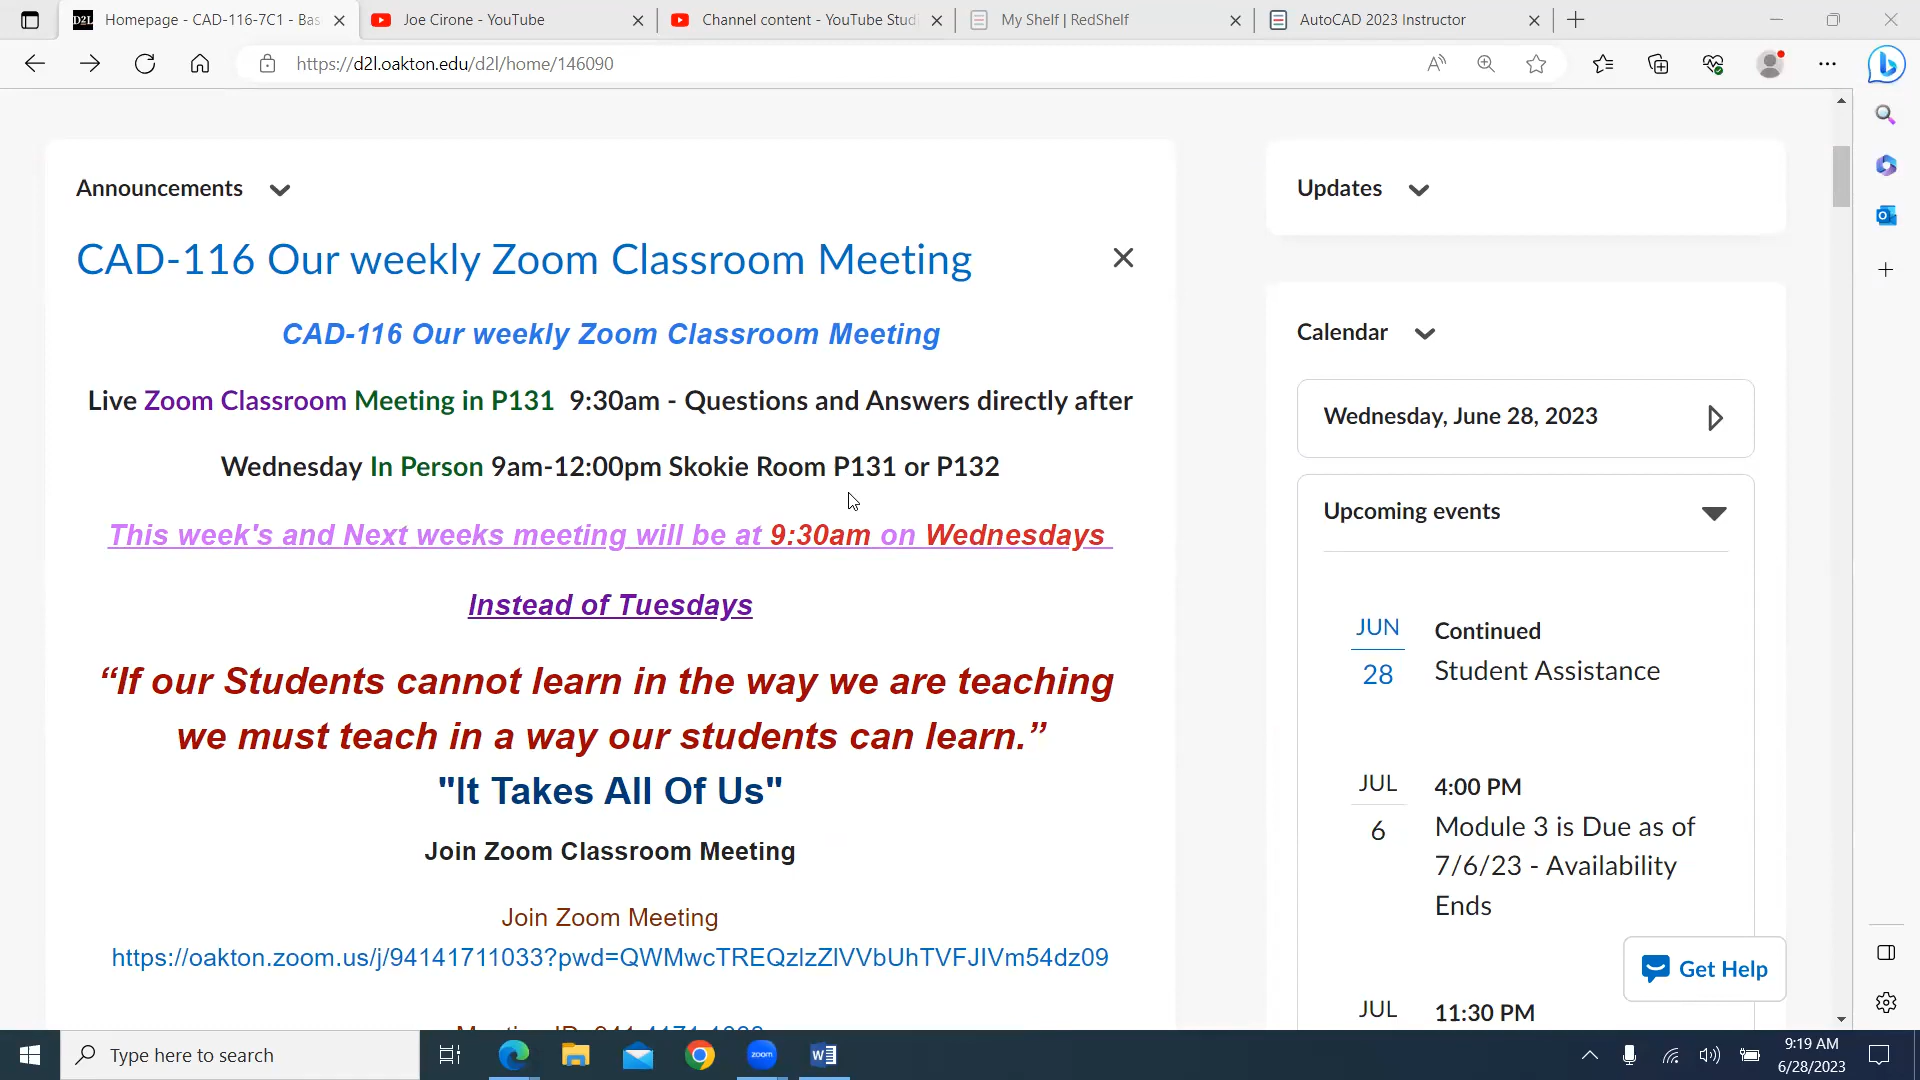 Homepage - CAD-116-7C1 - Bas
Joe Cirone - YouTube
Channel content - YouTube Stud
My Shelf | RedShelf
AutoCAD 2023 Instructor
https://d2l.oakton.edu/d2l/home/146090
Announcements
CAD-116 Our weekly Zoom Classroom Meeting
CAD-116 Our weekly Zoom Classroom Meeting
Live Zoom Classroom Meeting in P131 9:30am - Questions and Answers directly after
Wednesday In Person 9am-12:00pm Skokie Room P131 or P132
This week's and Next weeks meeting will be at 9:30am on Wednesdays
Instead of Tuesdays
“If our Students cannot learn in the way we are teaching
we must teach in a way our students can learn.”
"It Takes All Of Us"
Join Zoom Classroom Meeting
Join Zoom Meeting
https://oakton.zoom.us/j/94141711033?pwd=QWMwcTREQzlzZlVVbUhTVFJIVm54dz09
Updates
Calendar
Wednesday, June 28, 2023
Upcoming events
JUN
28
Continued
Student Assistance
JUL
6
4:00 PM
Module 3 is Due as of
7/6/23 - Availability
Ends
JUL
11:30 PM
Get Help
Type here to search
zoom
9:19 AM
6/28/2023